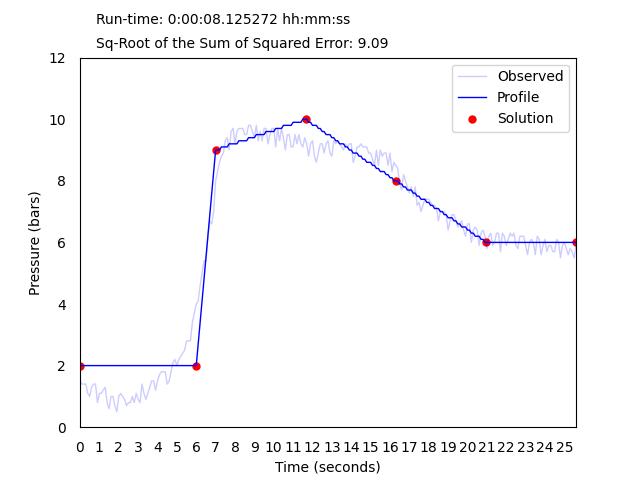 Run-time: 0:00:08.125272 hh:mm:ss
Sq-Root of the Sum of Squared Error: 9.09
12
10
8
6
4
2
0
Pressure (bars)
Observed
Profile
Solution
0 1 2 3 4 5 6 7 8 9 10 11 12 13 14 15 16 17 18 19 20 21 22 23 24 25
Time (seconds)